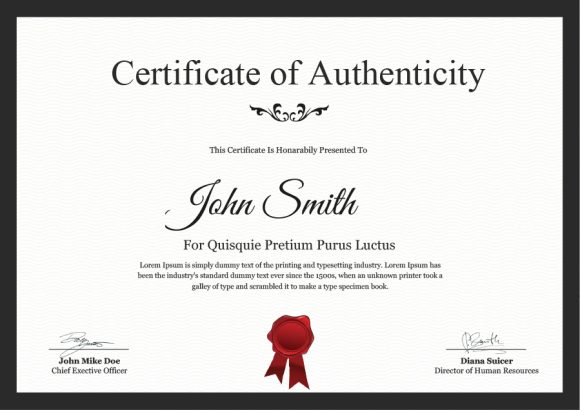 Certificate of Authenticity
This Certificate Is Honarabily Presented To
John Smith
For Quisquie Pretium Purus Luctus
Lorem Ipsum is simply dummy text of the printing and typesetting industry. Lorem Ipsum has
been the industry's standard dummy text ever since the 1500s, when an unknown printer took a
galley of type and scrambled it to make a type specimen book.
John Mike Doe
Chief Exective Officer
Diana Suicer
Director of Human Resources